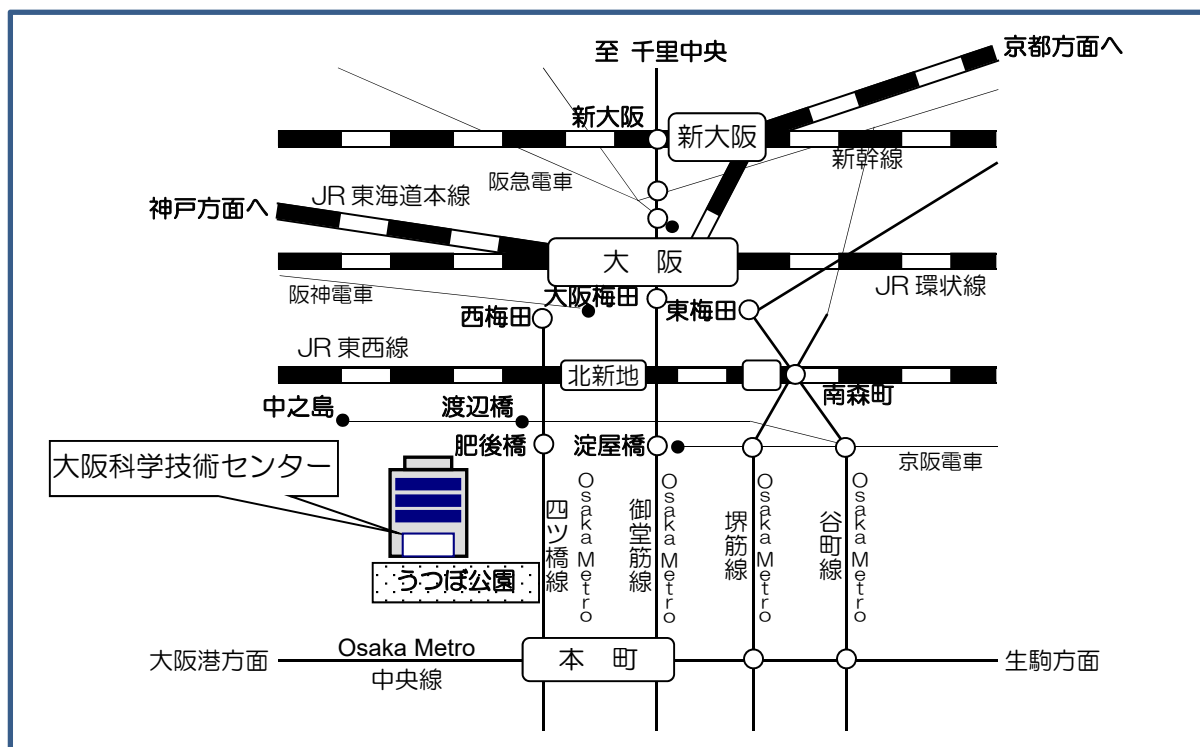 至 千里中央
京都方面へ
新大阪
新大阪
新幹線
阪急電車
JR 東海道本線
神戸方面へ
大 阪
JR 環状線
阪神電車
大阪梅田
西梅田
東梅田
JR 東西線
北新地
南森町
中之島
渡辺橋
肥後橋
淀屋橋
京阪電車
大阪科学技術センター
四ツ橋線
Osaka Metro
御堂筋線
Osaka Metro
堺筋線
Osaka Metro
谷町線
Osaka Metro
うつぼ公園
大阪港方面
Osaka Metro
中央線
本 町
生駒方面